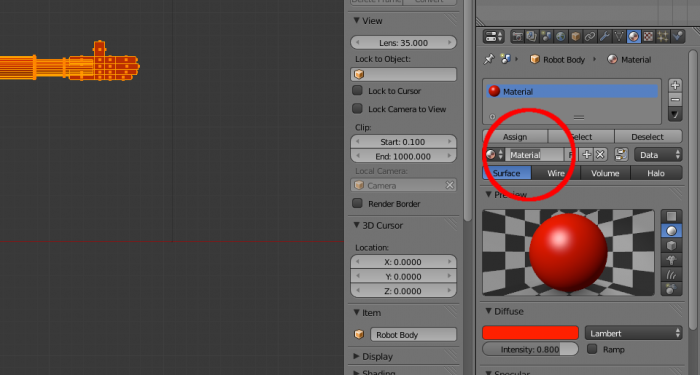 Delete Frame
Convert
View
Lens: 35.000
Lock to Object:
Lock to Cursor
Lock Camera to View
Clip:
Start: 0.100
End: 1000.000
Local Camera:
Camera
Render Border
3D Cursor
Location:
X: 0.0000
Y: 0.0000
Z: 0.0000
Item
Robot Body
Display
Shading
Robot Body
Material
Material
Assign
Select
Deselect
Material
F
Data
Surface
Wire
Volume
Halo
Preview
Diffuse
Lambert
Intensity: 0.800
Ramp
Specular